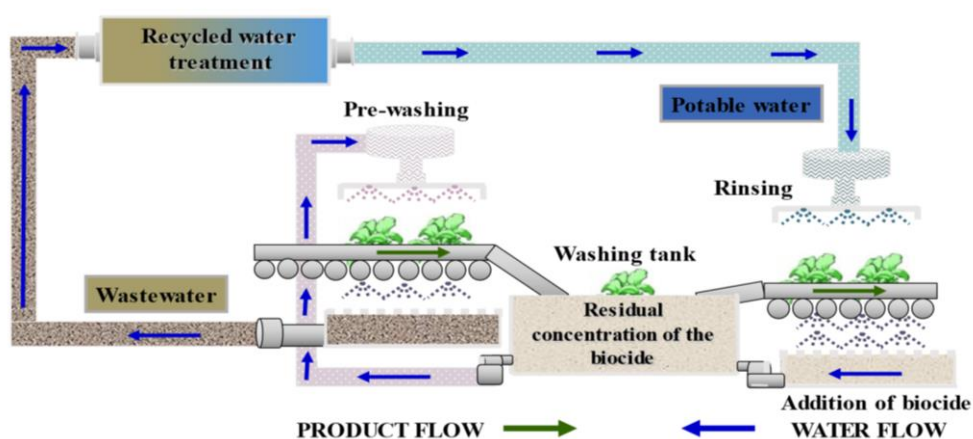 Recycled water
treatment
Pre-washing
Potable water
Rinsing
Washing tank
Wastewater
Residual
concentration of the
biocide
Addition of biocide
PRODUCT FLOW
WATER FLOW